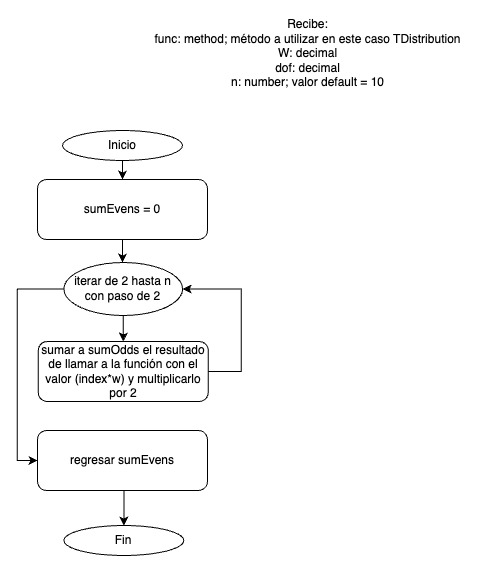 Recibe:
func: method; método a utilizar en este caso TDistribution
W: decimal
dof: decimal
n: number; valor default = 10
Inicio
sumEvens = 0
iterar de 2 hasta n
con paso de 2
sumar a sumOdds el resultado
de llamar a la función con el
valor (index*w) y multiplicarlo
por 2
regresar sumEvens
Fin